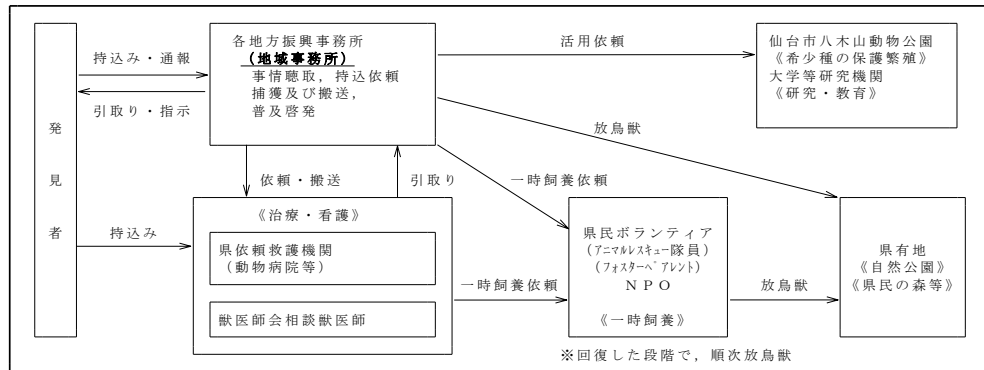 各地方振興事務所
(地域事務所)
事情聴取，持込依頼
捕獲及び搬送，
普及啓発
持込み・通報
引取り・指示
活用依頼
仙台市八木山動物公園
《希少種の保護繁殖》
大学等研究機関
《研究・教育》
発見者
放鳥獣
依頼・搬送
引取り
一時飼養依頼
《治療・看護》
持込み
県依頼救護機関
(動物病院等)
獣医師会相談獣医師
一時飼養依頼
県民ボランティア
(ｱﾆﾏﾙﾚｽｷｭｰ隊員)
(ﾌｫｽﾀｰﾍﾟｱﾚﾝﾄ)
ＮＰＯ
《一時飼養》
放鳥獣
県有地
《自然公園》
《県民の森等》
※回復した段階で，順次放鳥獣